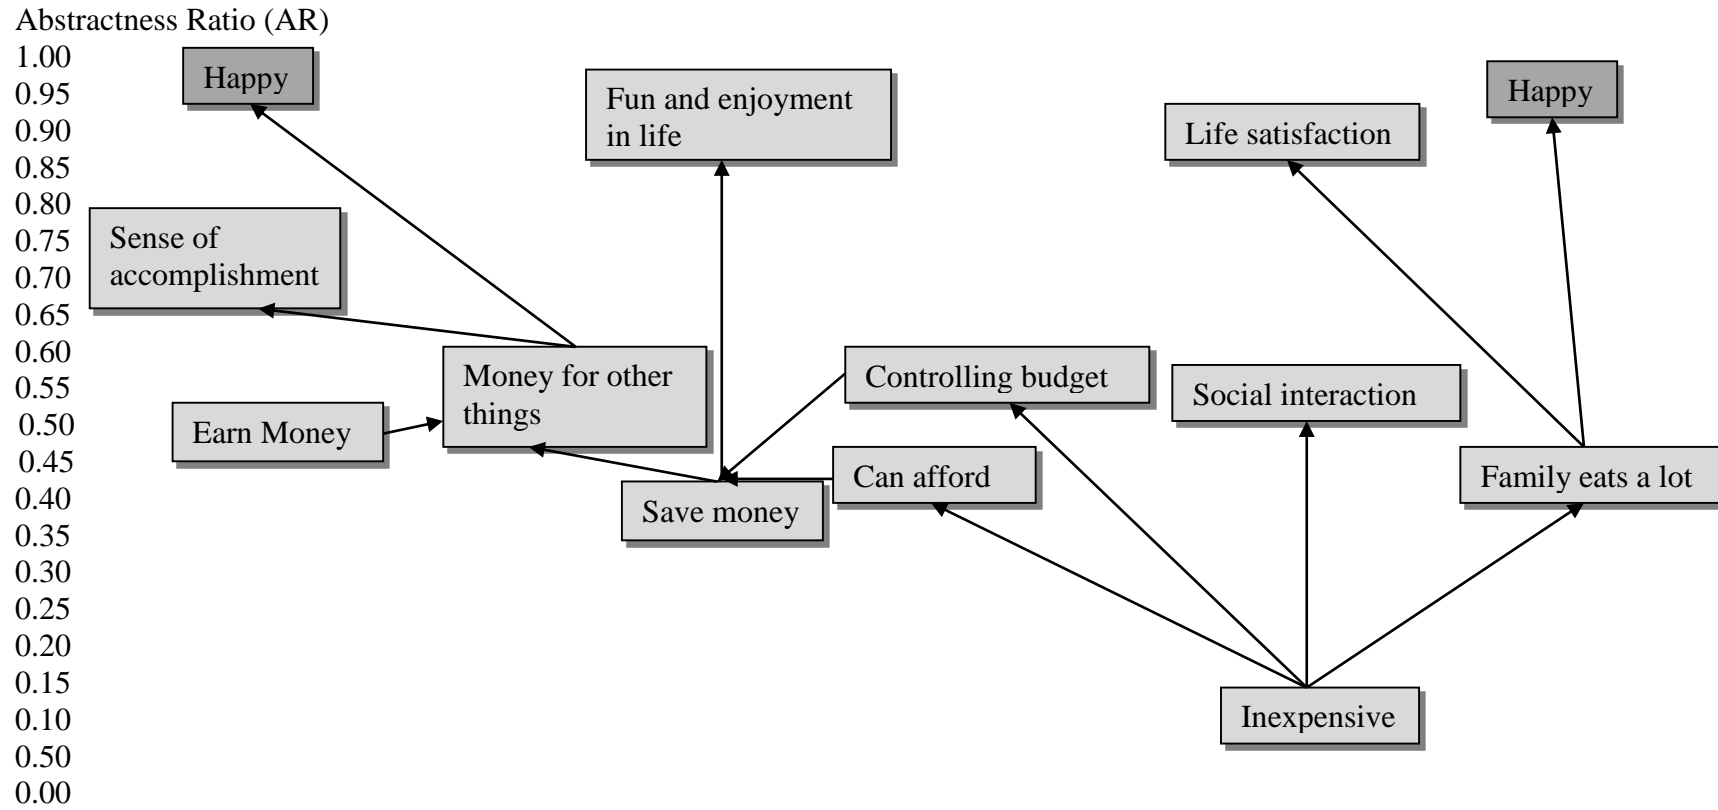 Abstractness Ratio (AR)
1.00
0.95
0.90
0.85
0.80
0.75
0.70
0.65
0.60
0.55
0.50
0.45
0.40
0.35
0.30
0.25
0.20
0.15
0.10
0.50
0.00
Happy
Fun and enjoyment
in life
Life satisfaction
Happy
Sense of
accomplishment
Money for other
things
Controlling budget
Social interaction
Earn Money
Can afford
Family eats a lot
Save money
Inexpensive